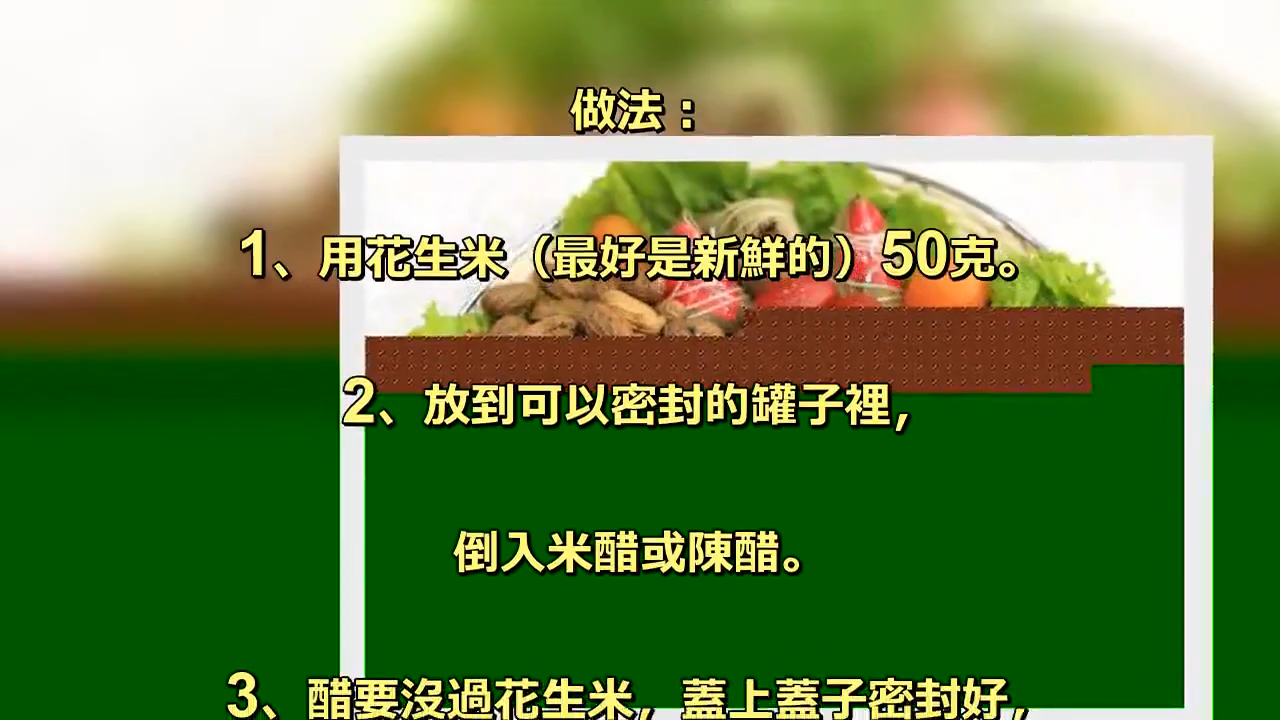 做法：
1、用花生米（最好是新鮮的）50克。
2、放到可以密封的罐子裡，
倒入米醋或陳醋。
3、醋要沒過花生米，蓋上蓋子密封好，